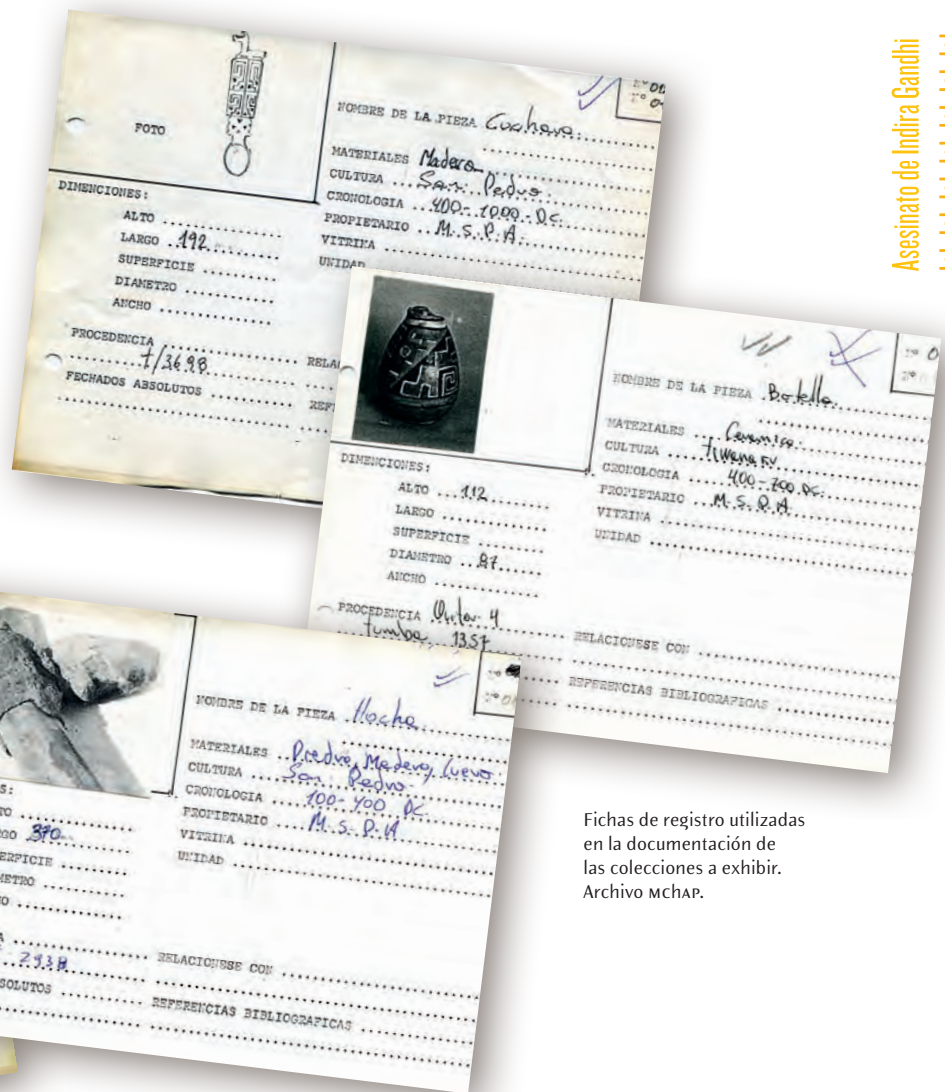 Asesinato de Indira Gandhi
FOTO
NOMBRE DE LA PIEZA Cuchara
MATERIALES Madera
CULTURA San Pedro
CRONOLOGIA 400-1000 DC.
PROPIETARIO M.S.P.A.
VITRINA
UNIDAD
DIMENCIONES:
ALTO
LARGO 192
SUPERFICIE
DIAMETRO
ANCHO
PROCEDENCIA
t/3698
FECHADOS ABSOLUTOS
NOMBRE DE LA PIEZA Botella
MATERIALES Ceramica
CULTURA
CRONOLOGIA 400-700 DC.
PROPIETARIO M.S.P.A
VITRINA
UNIDAD
DIMENCIONES:
ALTO 112
LARGO
SUPERFICIE
DIAMETRO 87
ANCHO
PROCEDENCIA Quitor 4
tumba 1357
RELACIONESE CON
REFERENCIAS BIBLIOGRAFICAS
NOMBRE DE LA PIEZA Hacha
MATERIALES Piedra, Madera, Cuero
CULTURA San Pedro
CRONOLOGIA 100-400 DC.
PROPIETARIO M.S.P.A
VITRINA
UNIDAD
370
2938
RELACIONESE CON
REFERENCIAS BIBLIOGRAFICAS
Fichas de registro utilizadas
en la documentación de
las colecciones a exhibir.
Archivo MChAP.